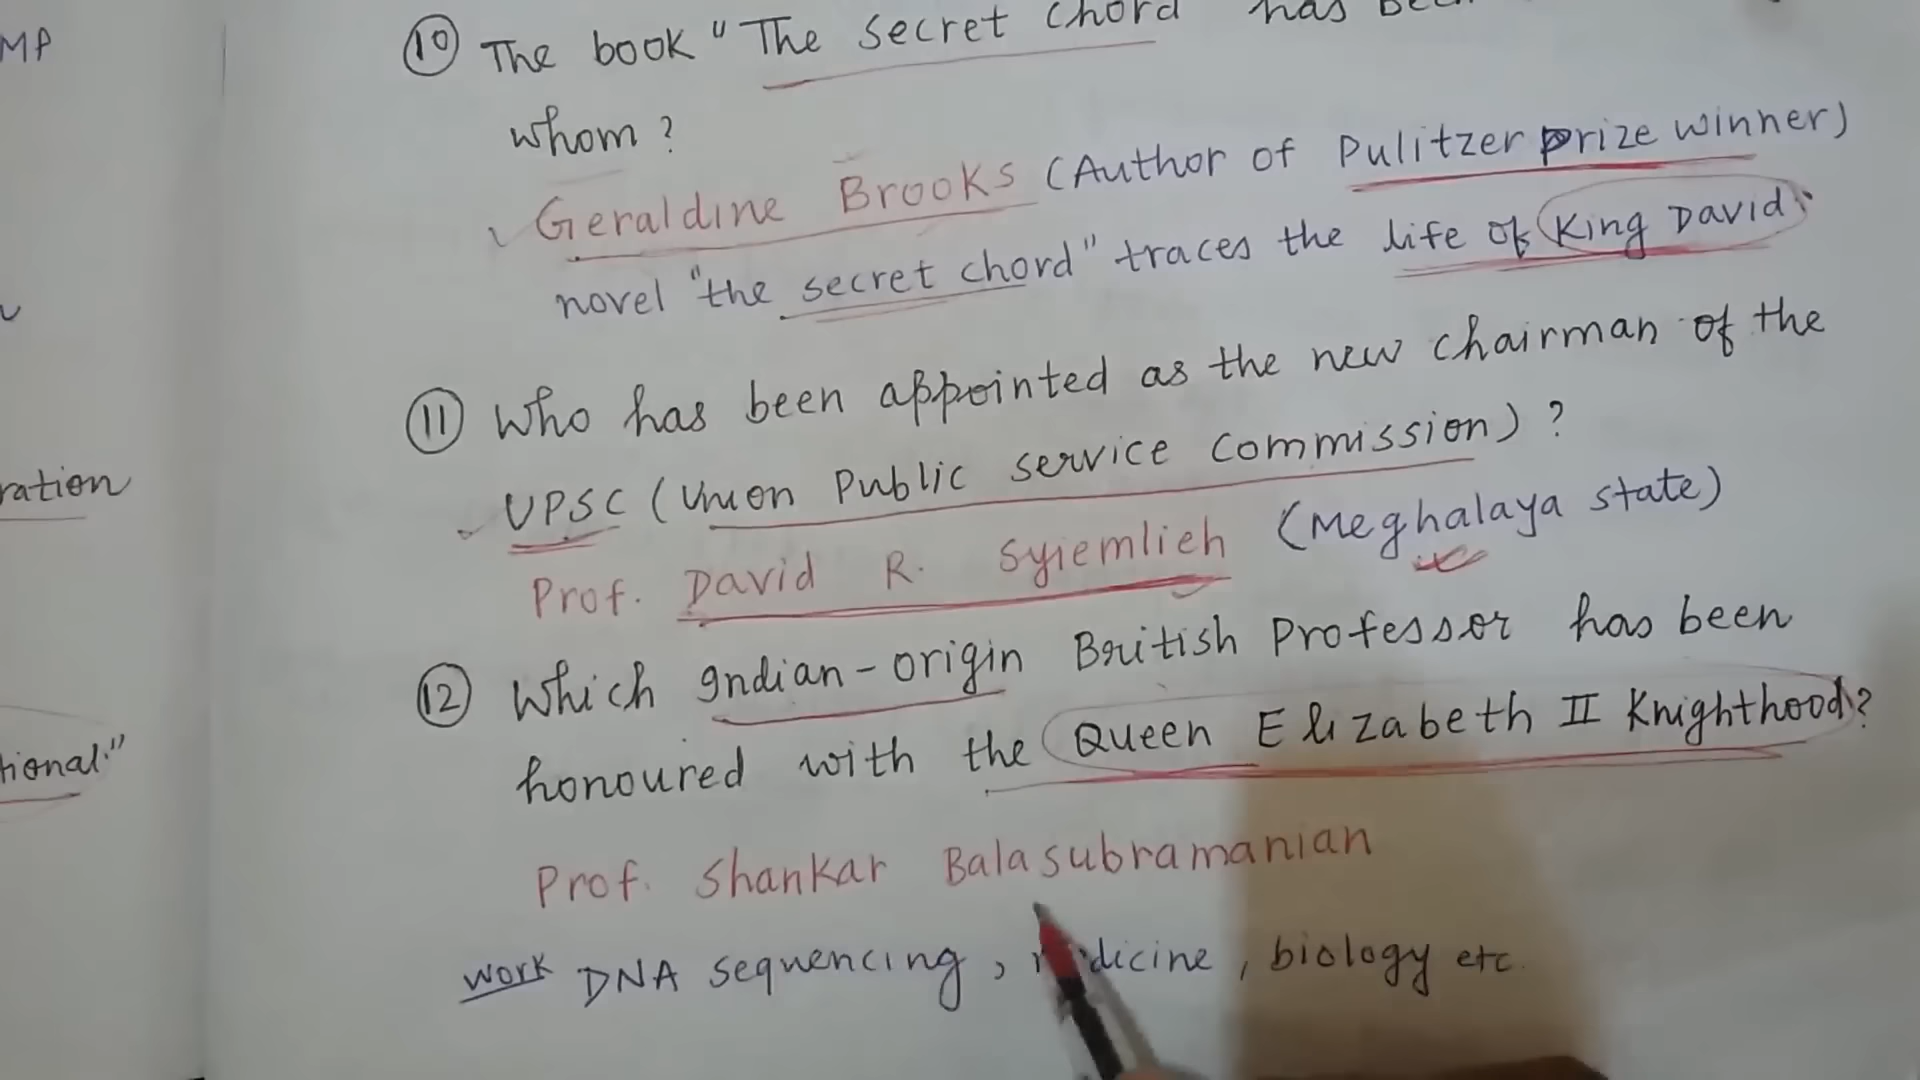 MP
ration
tional."
⑩ The book "The secret chord has
whom ?
Geraldine Brooks (Author of Pulitzer prize winner)
novel "the secret chord" traces the life of King David.
⑪ Who has been appointed as the new chairman of the
UPSC (Union Public service commission) ?
Prof. David R. Syiemlieh (Meghalaya state)
⑫ Which Indian-origin British Professor has been
honoured with the Queen Elizabeth II Knighthood?
Prof. Shankar Balasubramanian
work DNA sequencing, medicine, biology etc.